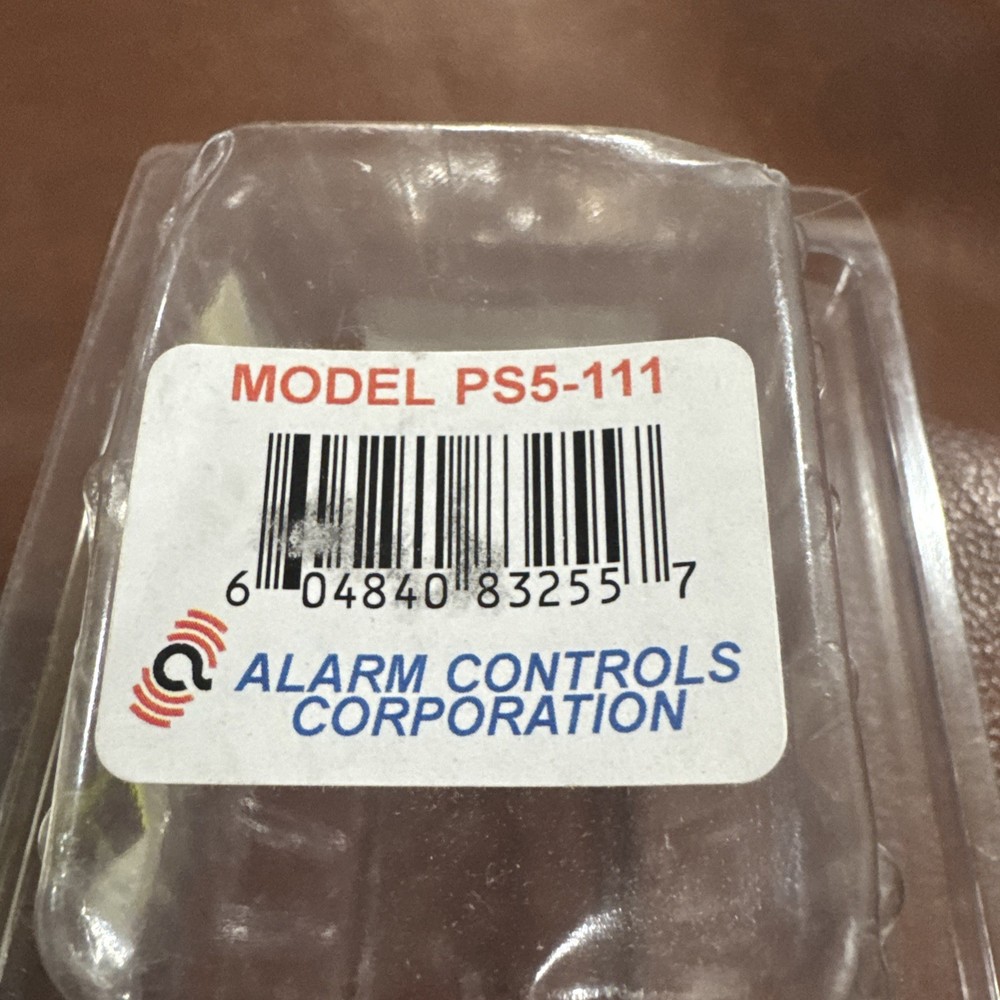 MODEL PS5-111
6 04840 83255 7
a ALARM CONTROLS
CORPORATION